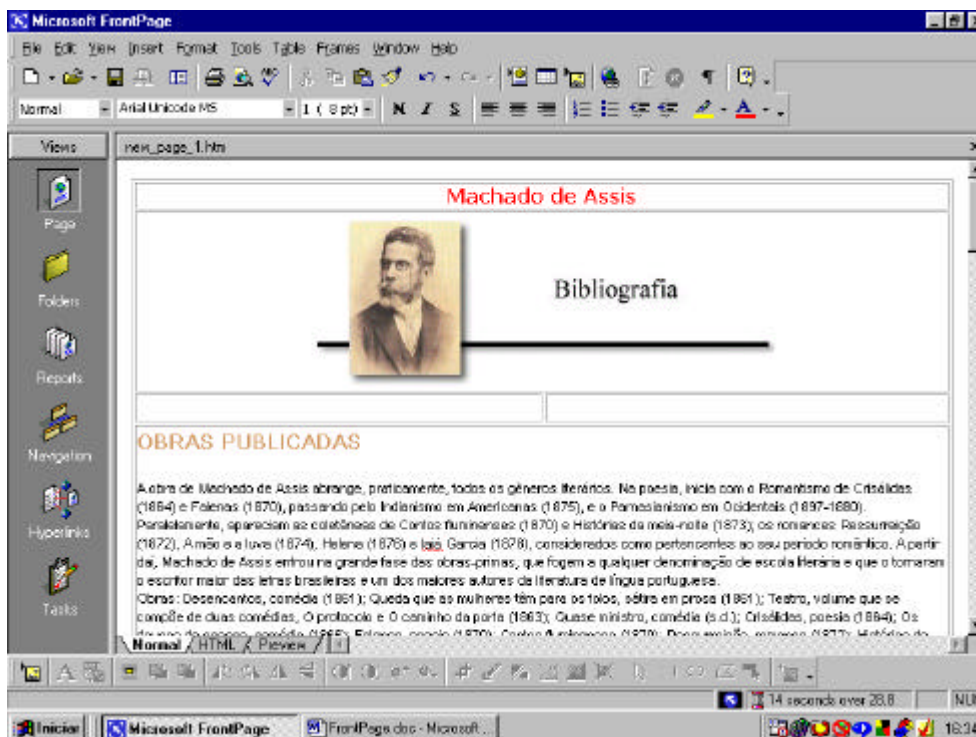 Microsoft FrontPage
File Edit View Insert Format Tools Table Frames Window Help
Normal Arial Unicode MS 1 ( 8 pt) N I S A
Views new_page_1.htm
Machado de Assis
Page
Bibliografia
Folders
Reports
OBRAS PUBLICADAS
Navigation
A obra de Machado de Assis abrange, praticamente, todos os gêneros literários. Na poesia, inicia com o Romantismo de Crisálidas
(1864) e Falenas (1870), passando pelo Indianismo em Americanas (1875), e o Parnasianismo em Ocidentais (1897-1880).
Paralelamente, apareciam as coletâneas de Contos fluminenses (1870) e Histórias da meia-noite (1873); os romances Ressurreição
Hyperlinks
(1872), A mão e a luva (1874), Helena (1876) e Iaiá Garcia (1878), considerados como pertencentes ao seu período romântico. A partir
daí, Machado de Assis entrou na grande fase das obras-primas, que fogem a qualquer denominação de escola literária e que o tornaram
o escritor maior das letras brasileiras e um dos maiores autores da literatura de língua portuguesa.
Obras: Desencantos, comédia (1861); Queda que as mulheres têm para os tolos, sátira em prosa (1861); Teatro, volume que se
Tasks
compõe de duas comédias, O protocolo e O caminho da porta (1863); Quase ministro, comédia (s.d.); Crisálidas, poesia (1864); Os
Normal HTML Preview
14 seconds over 28.8 NU
Iniciar Microsoft FrontPage FrontPage.doc - Microsoft ... 16:34